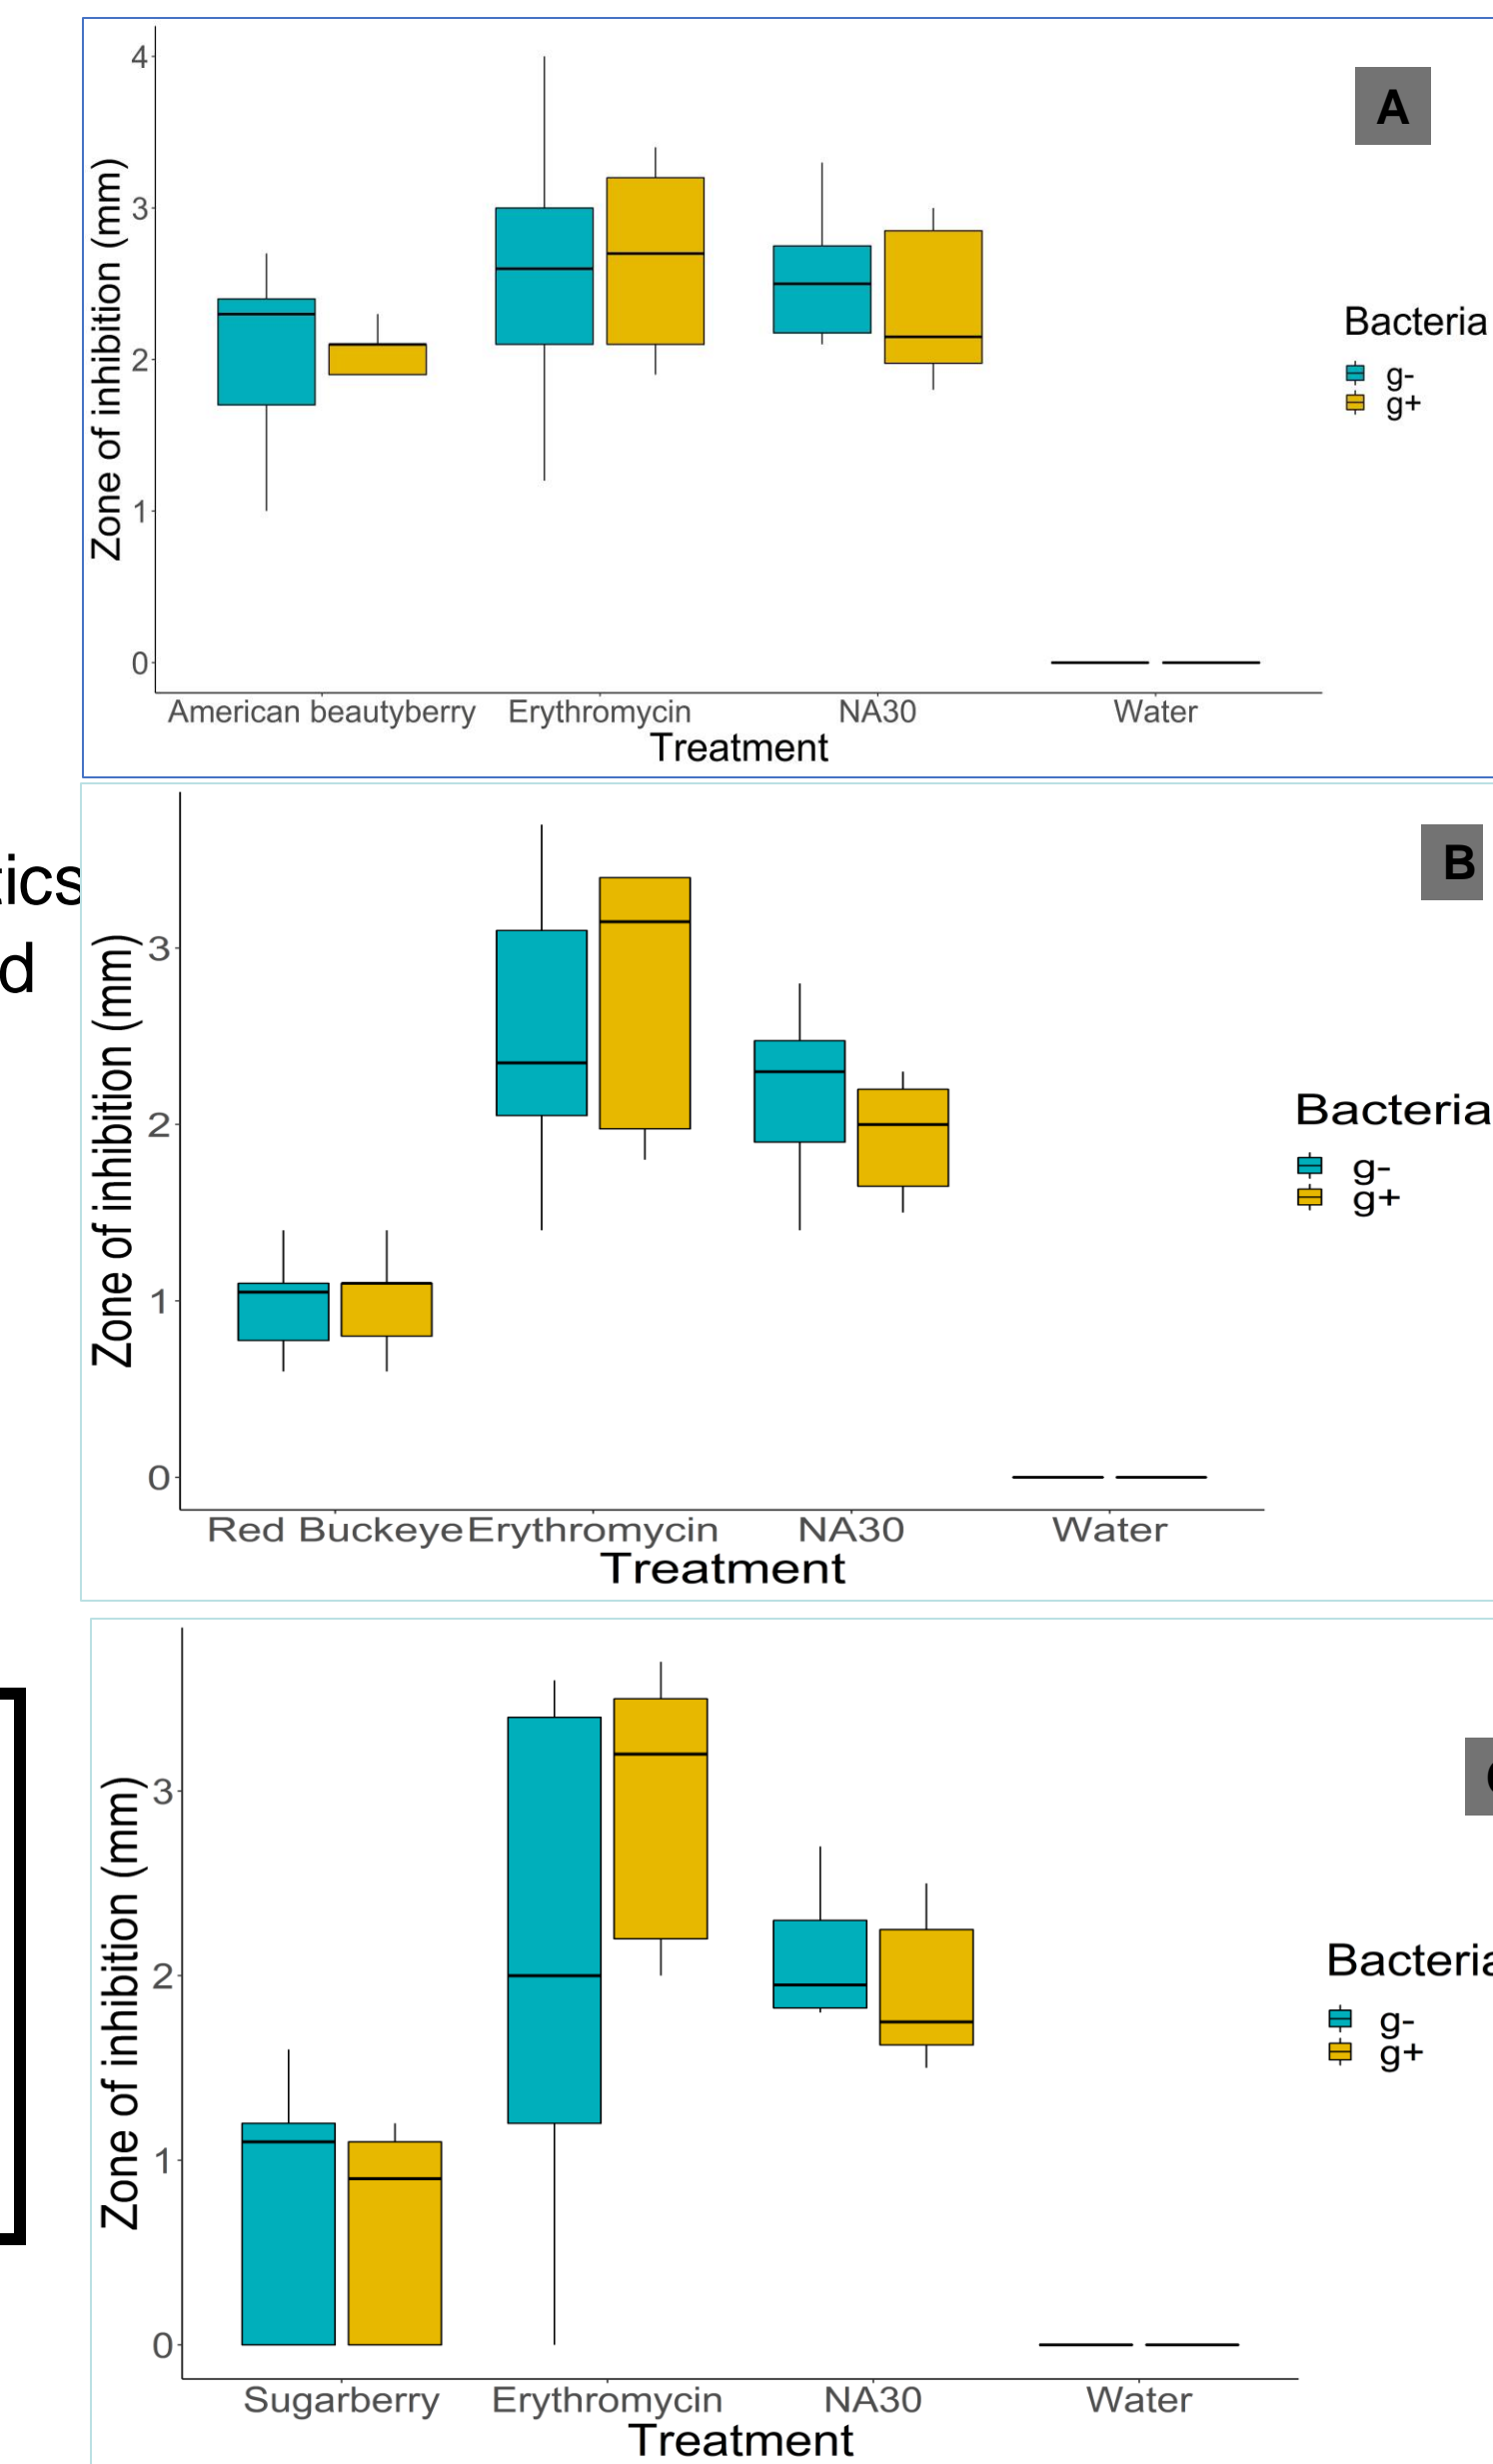 A
4
3
2
1
0
Zone of inhibition (mm)
American beautyberry Erythromycin NA30 Water
Treatment
Bacteria
g-
g+
tics
d
B
3
2
1
0
Zone of inhibition (mm)
Red Buckeye Erythromycin NA30 Water
Treatment
Bacteria
g-
g+
3
2
1
0
Zone of inhibition (mm)
Sugarberry Erythromycin NA30 Water
Treatment
Bacteria
g-
g+